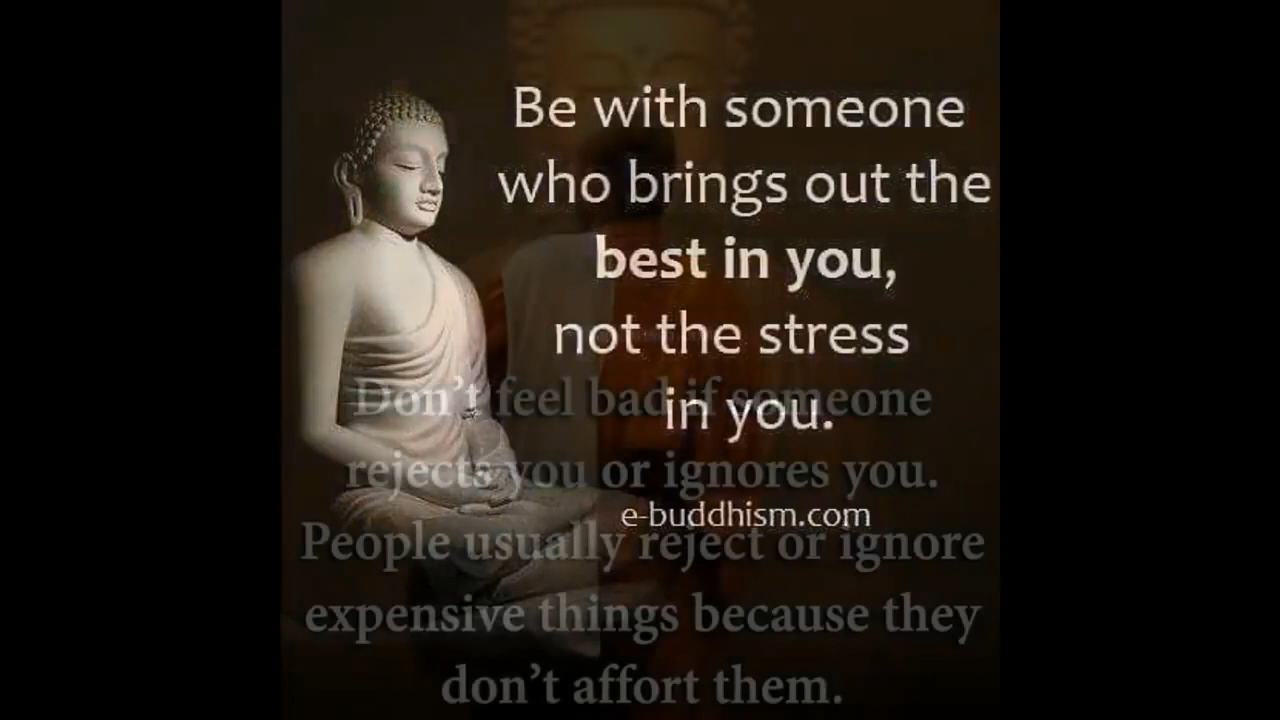 Be with someone
who brings out the
best in you,
not the stress
in you.
e-buddhism.com
Don't feel bad if someone
rejects you or ignores you.
People usually reject or ignore
expensive things because they
don't affort them.